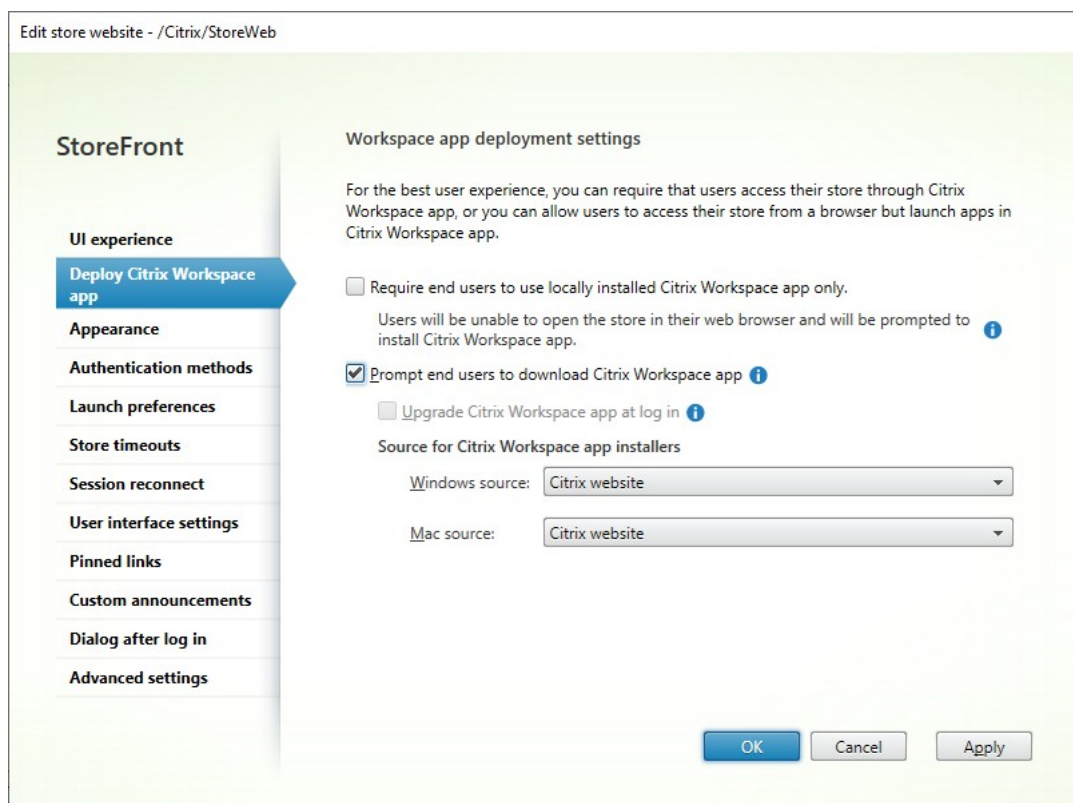 Edit store website - /Citrix/StoreWeb
StoreFront
UI experience
Deploy Citrix Workspace
app
Appearance
Authentication methods
Launch preferences
Store timeouts
Session reconnect
User interface settings
Pinned links
Custom announcements
Dialog after log in
Advanced settings
Workspace app deployment settings
For the best user experience, you can require that users access their store through Citrix
Workspace app, or you can allow users to access their store from a browser but launch apps in
Citrix Workspace app.
Require end users to use locally installed Citrix Workspace app only.
Users will be unable to open the store in their web browser and will be prompted to
install Citrix Workspace app.
Prompt end users to download Citrix Workspace app
Upgrade Citrix Workspace app at log in
Source for Citrix Workspace app installers
Windows source: Citrix website
Mac source: Citrix website
OK Cancel Apply